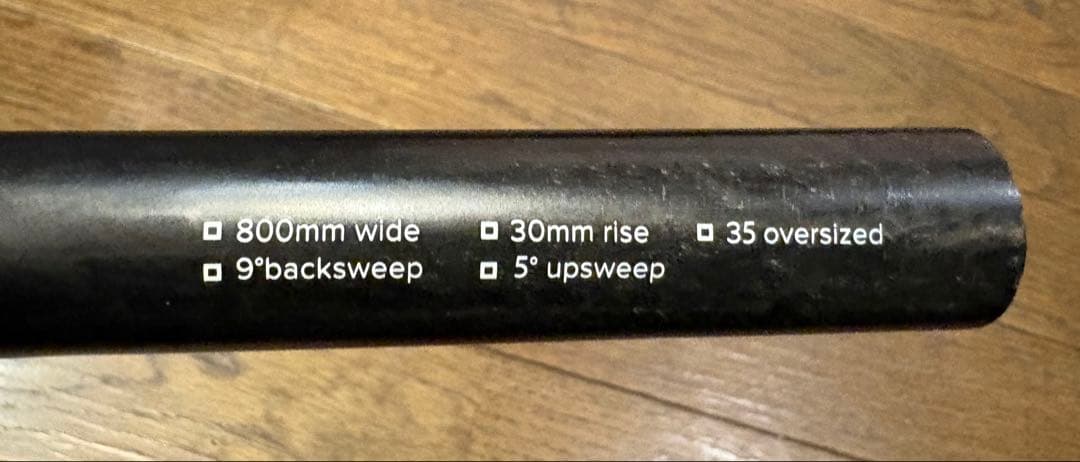 800mm wide 30mm rise 35 oversized
9°backsweep 5° upsweep